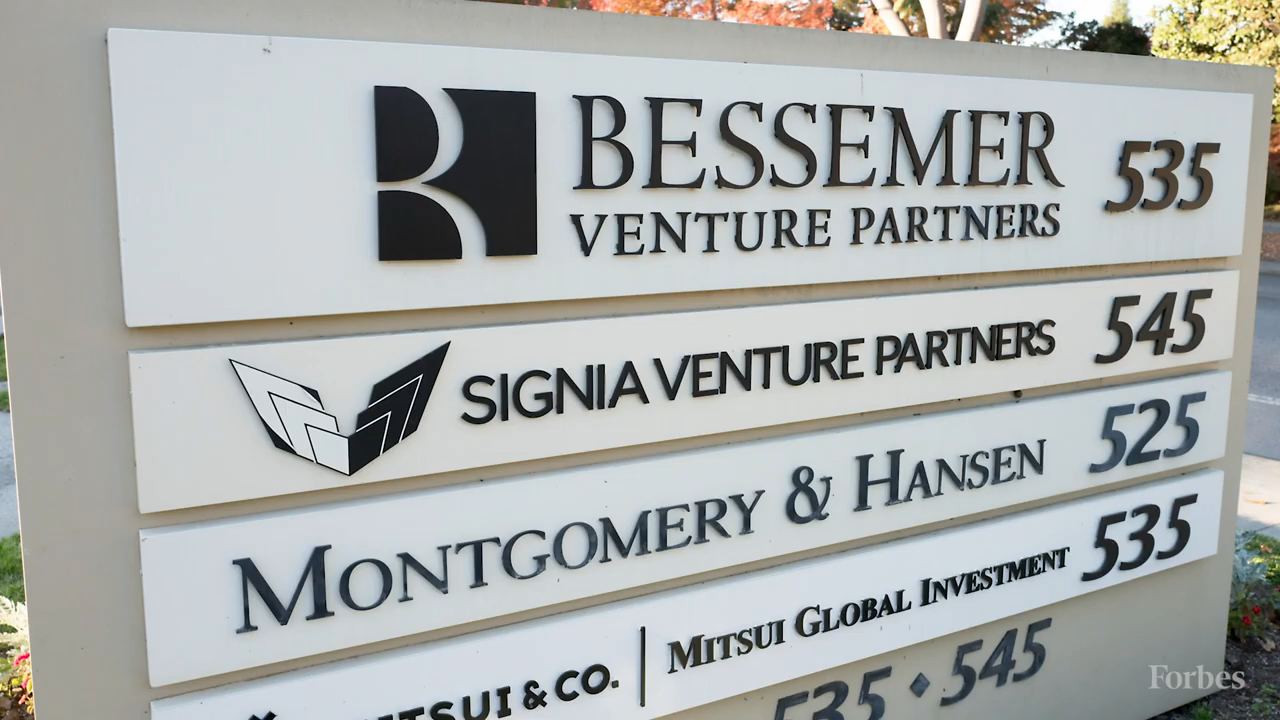 BESSEMER
VENTURE PARTNERS 535
SIGNIA VENTURE PARTNERS 545
MONTGOMERY & HANSEN 525
& CO. MITSUI GLOBAL INVESTMENT 535
535 ◆ 545
Forbes